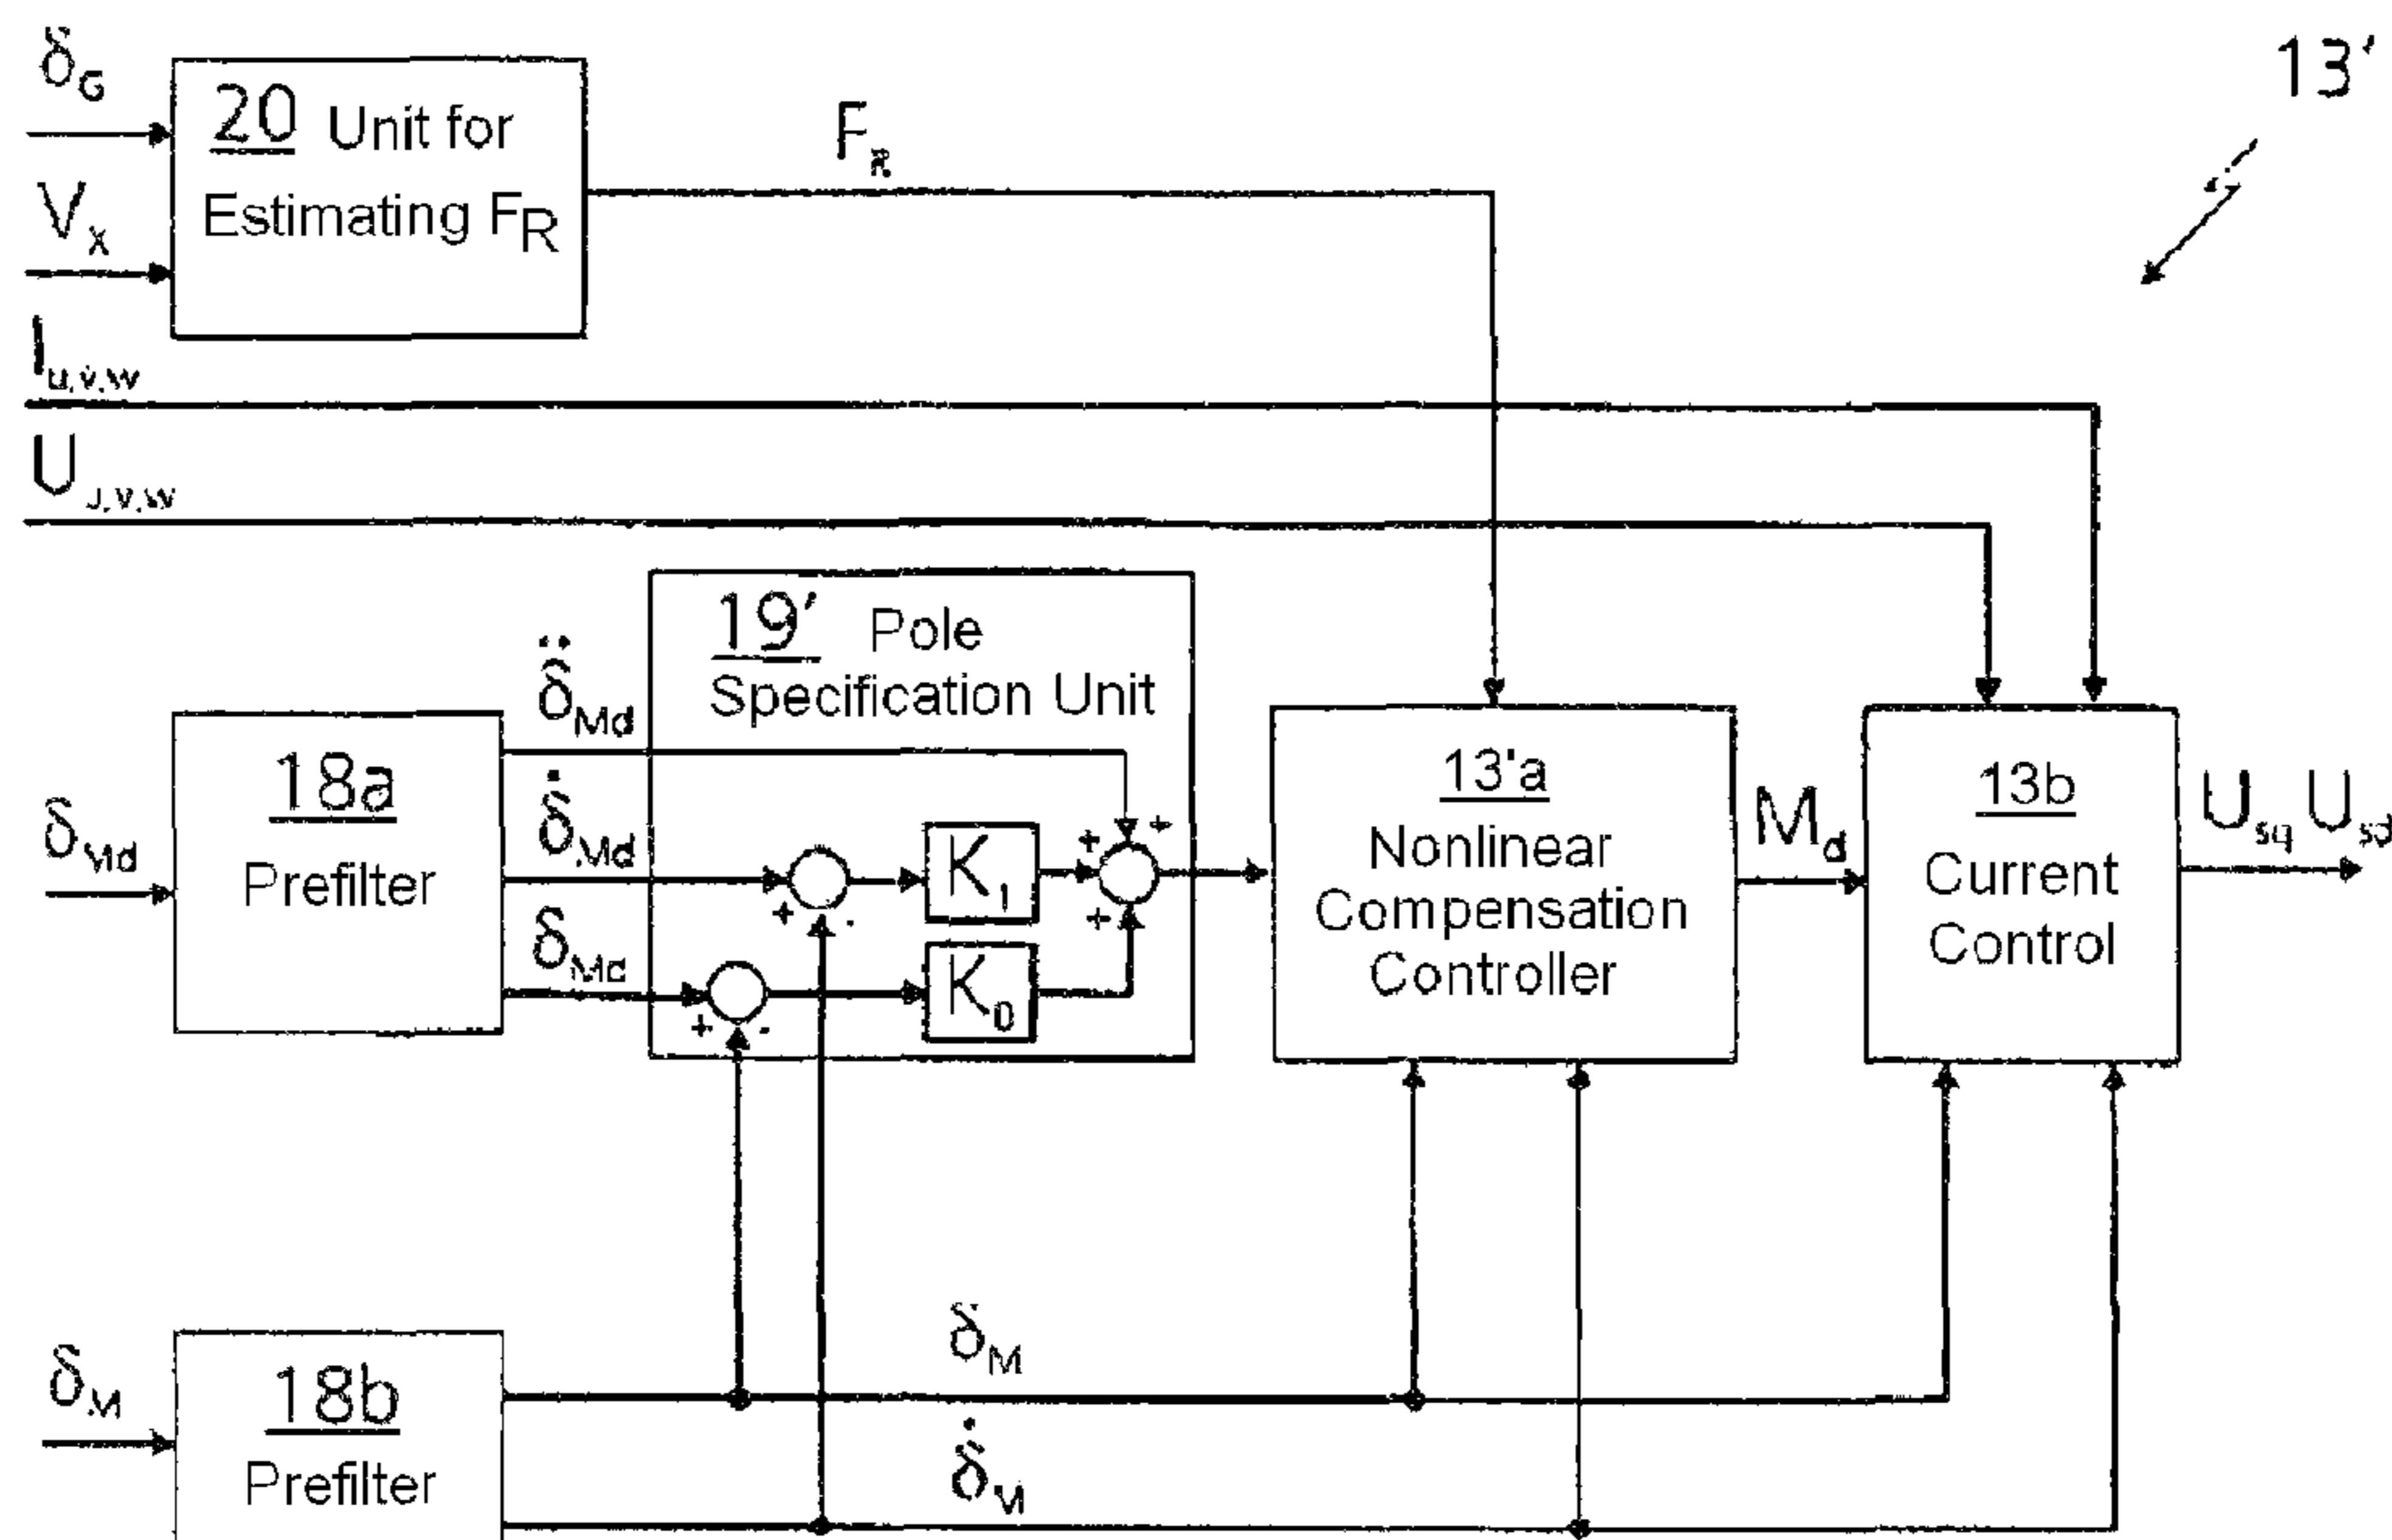 δG
13'
20 Unit for
Estimating FR
FR
Vx
Iu,v,w
Uu,v,w
19' Pole
Specification Unit
δ̈Md
18a
Prefilter
δMd
δ̇Md
δMd
K1
K0
+
+
+
+
-
+
-
13'a
Nonlinear
Compensation
Controller
Md
13b
Current
Control
Usq Usd
δM
18b
Prefilter
δM
δ̇M